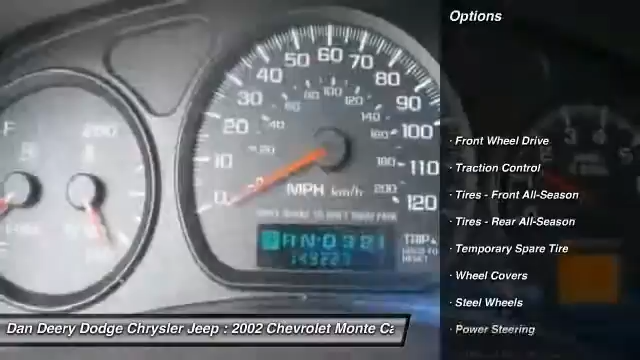 Options
· Front Wheel Drive
· Traction Control
· Tires - Front All-Season
· Tires - Rear All-Season
· Temporary Spare Tire
· Wheel Covers
· Steel Wheels
· Power Steering
0 10 20 30 40 50 60 70 80 90 100 110 120
MPH km/h
TRIP
Dan Deery Dodge Chrysler Jeep : 2002 Chevrolet Monte Ca